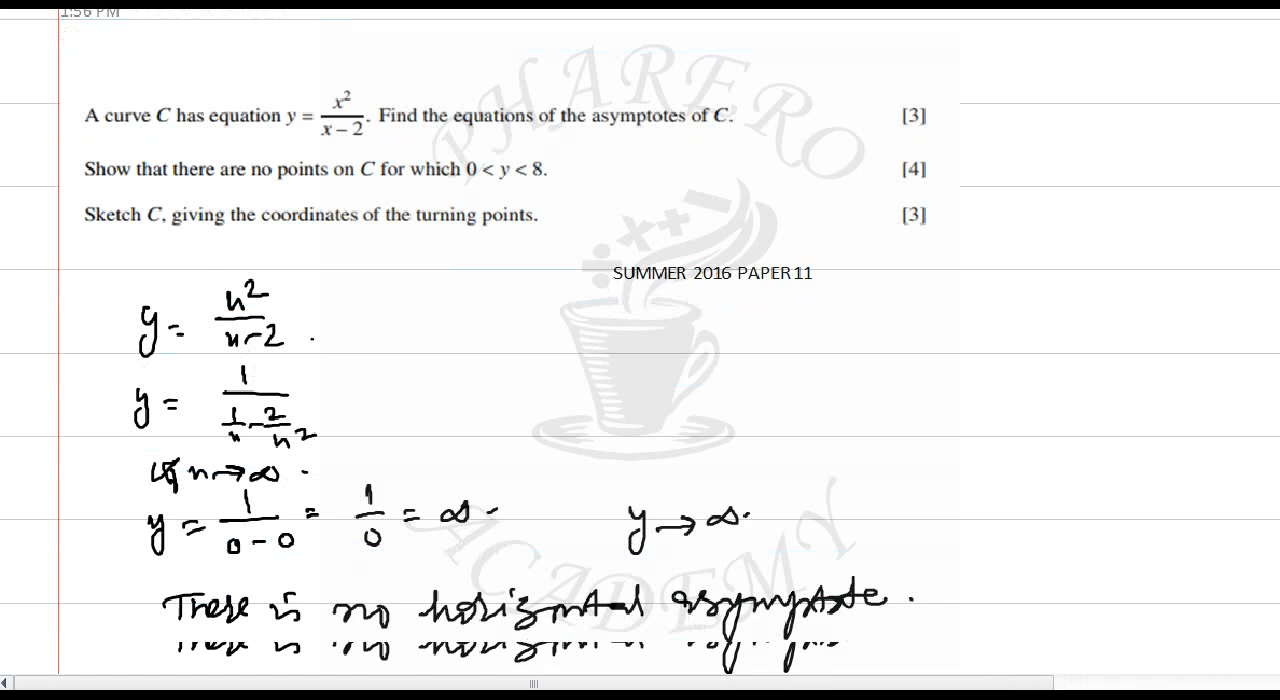 1:56 PM
A curve C has equation y = x²/(x − 2). Find the equations of the asymptotes of C. [3]
Show that there are no points on C for which 0 < y < 8. [4]
Sketch C, giving the coordinates of the turning points. [3]
PHARERO
SUMMER 2016 PAPER 11
y = x²/(x−2) .
y = 1/(1/x − 2/x²)
if x → ∞ .
y = 1/(0 − 0) = 1/0 = ∞ . y → ∞ .
There is no horizontal asymptote .
ACADEMY